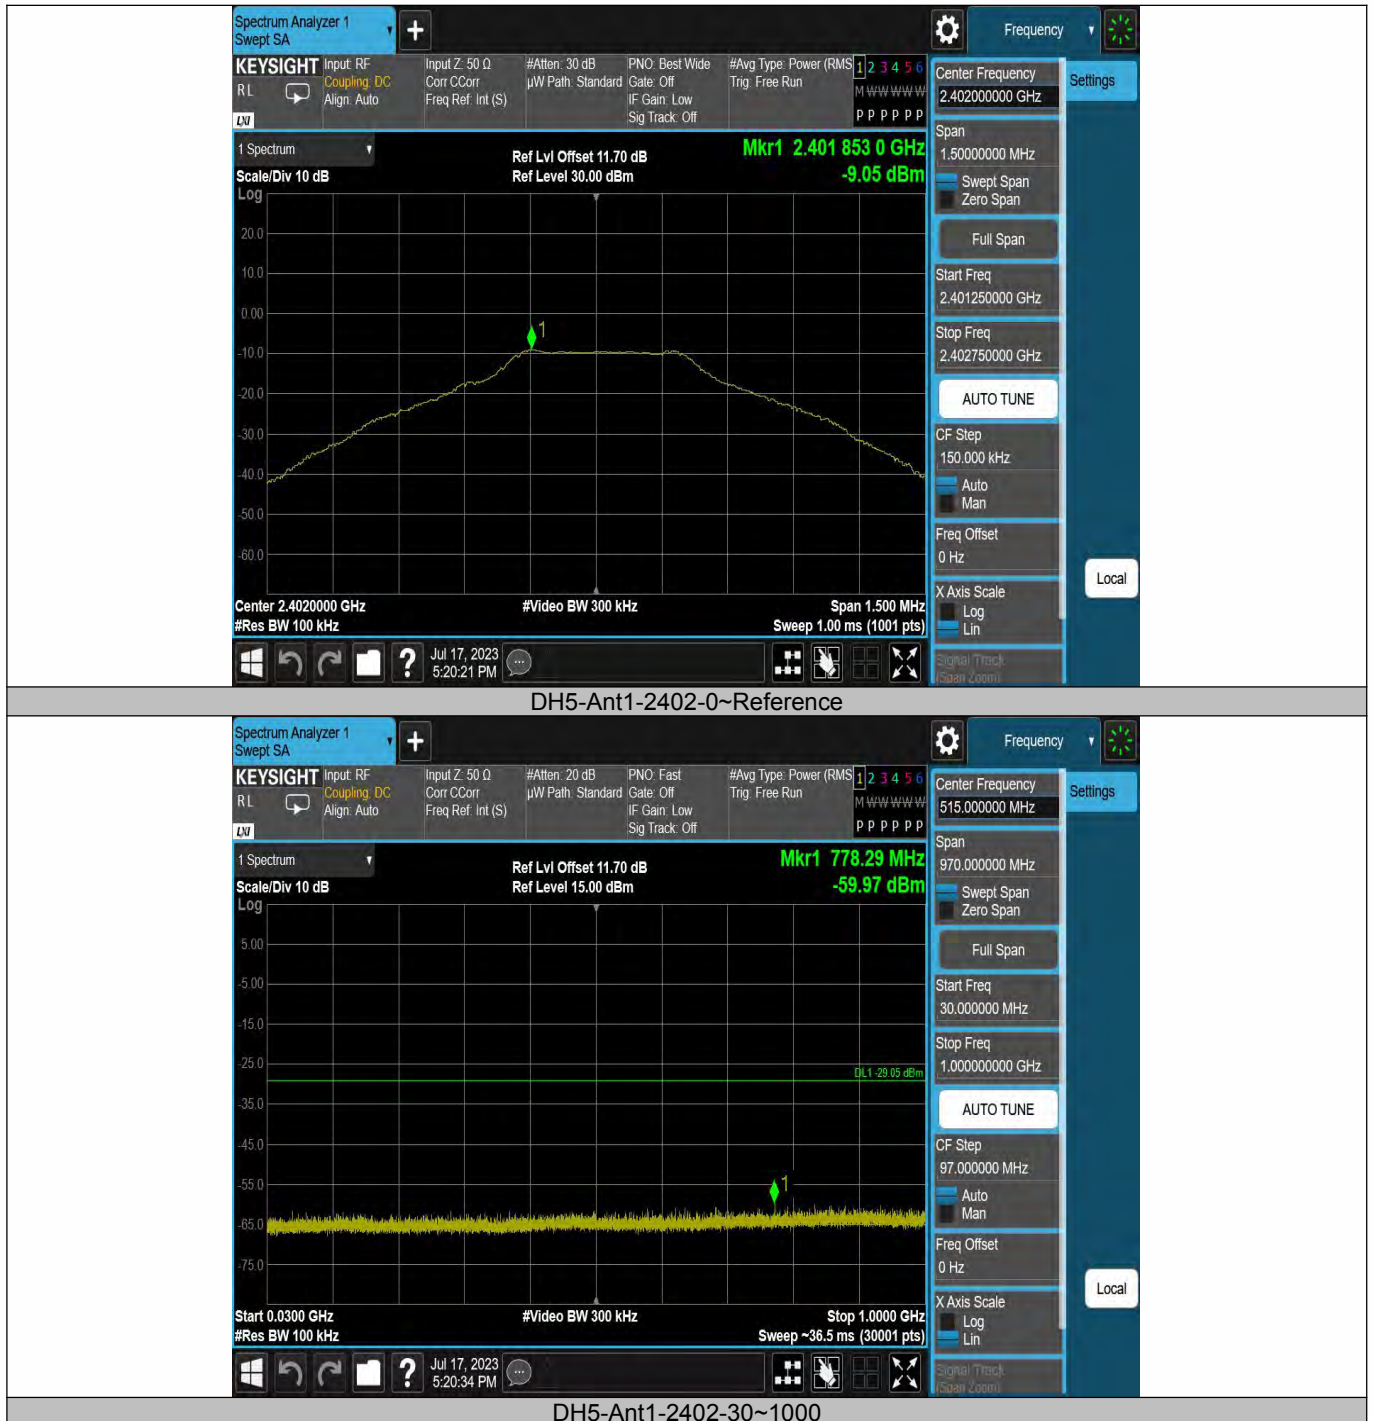 Spectrum Analyzer 1
Swept SA
Frequency
KEYSIGHT
RL
LXI
Input: RF
Coupling: DC
Align: Auto
Input Z: 50 Ω
Corr CCorr
Freq Ref: Int (S)
#Atten: 30 dB
µW Path: Standard
PNO: Best Wide
Gate: Off
IF Gain: Low
Sig Track: Off
#Avg Type: Power (RMS
Trig: Free Run
1 2 3 4 5 6
M W W W W W
P P P P P P
1 Spectrum
Scale/Div 10 dB
Log
Ref Lvl Offset 11.70 dB
Ref Level 30.00 dBm
Mkr1 2.401 853 0 GHz
-9.05 dBm
20.0
10.0
0.00
-10.0
-20.0
-30.0
-40.0
-50.0
-60.0
1
Center 2.4020000 GHz
#Res BW 100 kHz
#Video BW 300 kHz
Span 1.500 MHz
Sweep 1.00 ms (1001 pts)
Jul 17, 2023
5:20:21 PM
Center Frequency
2.402000000 GHz
Settings
Span
1.50000000 MHz
Swept Span
Zero Span
Full Span
Start Freq
2.401250000 GHz
Stop Freq
2.402750000 GHz
AUTO TUNE
CF Step
150.000 kHz
Auto
Man
Freq Offset
0 Hz
X Axis Scale
Log
Lin
Signal Track
(Span Zoom)
Local
DH5-Ant1-2402-0~Reference
Spectrum Analyzer 1
Swept SA
Frequency
KEYSIGHT
RL
LXI
Input: RF
Coupling: DC
Align: Auto
Input Z: 50 Ω
Corr CCorr
Freq Ref: Int (S)
#Atten: 20 dB
µW Path: Standard
PNO: Fast
Gate: Off
IF Gain: Low
Sig Track: Off
#Avg Type: Power (RMS
Trig: Free Run
1 2 3 4 5 6
M W W W W W
P P P P P P
1 Spectrum
Scale/Div 10 dB
Log
Ref Lvl Offset 11.70 dB
Ref Level 15.00 dBm
Mkr1 778.29 MHz
-59.97 dBm
5.00
-5.00
-15.0
-25.0
-35.0
-45.0
-55.0
-65.0
-75.0
DL1 -29.05 dBm
1
Start 0.0300 GHz
#Res BW 100 kHz
#Video BW 300 kHz
Stop 1.0000 GHz
Sweep ~36.5 ms (30001 pts)
Jul 17, 2023
5:20:34 PM
Center Frequency
515.000000 MHz
Settings
Span
970.000000 MHz
Swept Span
Zero Span
Full Span
Start Freq
30.000000 MHz
Stop Freq
1.000000000 GHz
AUTO TUNE
CF Step
97.000000 MHz
Auto
Man
Freq Offset
0 Hz
X Axis Scale
Log
Lin
Signal Track
(Span Zoom)
Local
DH5-Ant1-2402-30~1000